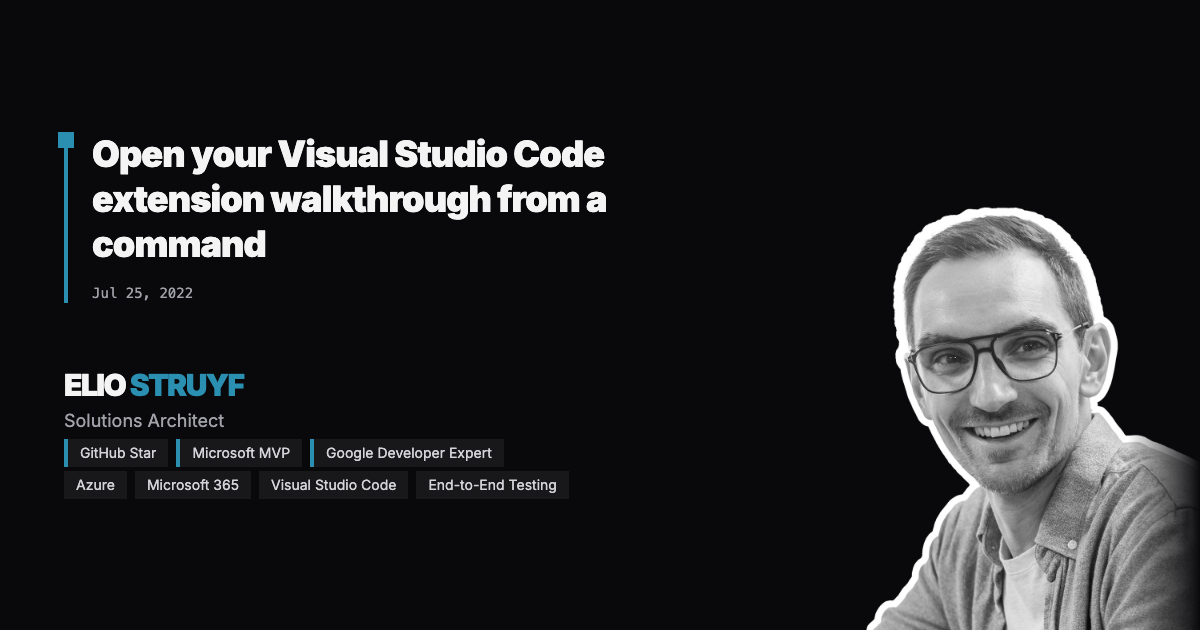 Open your Visual Studio Code
extension walkthrough from a
command
Jul 25, 2022
ELIO STRUYF
Solutions Architect
GitHub Star Microsoft MVP Google Developer Expert
Azure Microsoft 365 Visual Studio Code End-to-End Testing